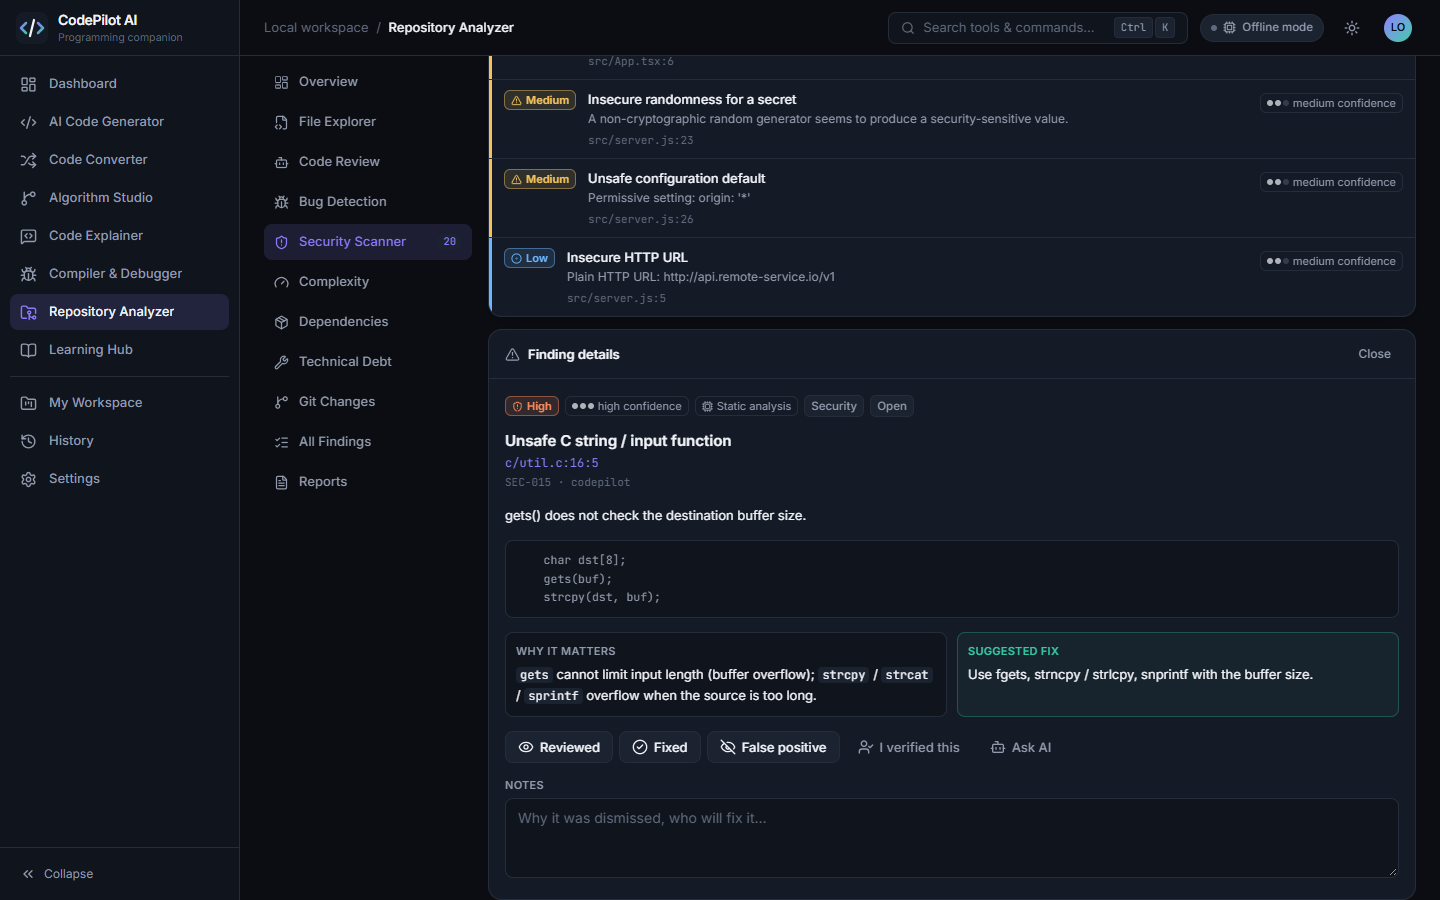 CodePilot AI
Programming companion
Local workspace / Repository Analyzer
Search tools & commands...
Ctrl K
Offline mode
LO
Dashboard
AI Code Generator
Code Converter
Algorithm Studio
Code Explainer
Compiler & Debugger
Repository Analyzer
Learning Hub
My Workspace
History
Settings
Collapse
Overview
File Explorer
Code Review
Bug Detection
Security Scanner 20
Complexity
Dependencies
Technical Debt
Git Changes
All Findings
Reports
src/App.tsx:6
Medium
Insecure randomness for a secret
medium confidence
A non-cryptographic random generator seems to produce a security-sensitive value.
src/server.js:23
Medium
Unsafe configuration default
medium confidence
Permissive setting: origin: '*'
src/server.js:26
Low
Insecure HTTP URL
medium confidence
Plain HTTP URL: http://api.remote-service.io/v1
src/server.js:5
Finding details
Close
High
high confidence
Static analysis
Security
Open
Unsafe C string / input function
c/util.c:16:5
SEC-015 · codepilot
gets() does not check the destination buffer size.
char dst[8];
gets(buf);
strcpy(dst, buf);
WHY IT MATTERS
gets cannot limit input length (buffer overflow); strcpy / strcat
/ sprintf overflow when the source is too long.
SUGGESTED FIX
Use fgets, strncpy / strlcpy, snprintf with the buffer size.
Reviewed
Fixed
False positive
I verified this
Ask AI
NOTES
Why it was dismissed, who will fix it...